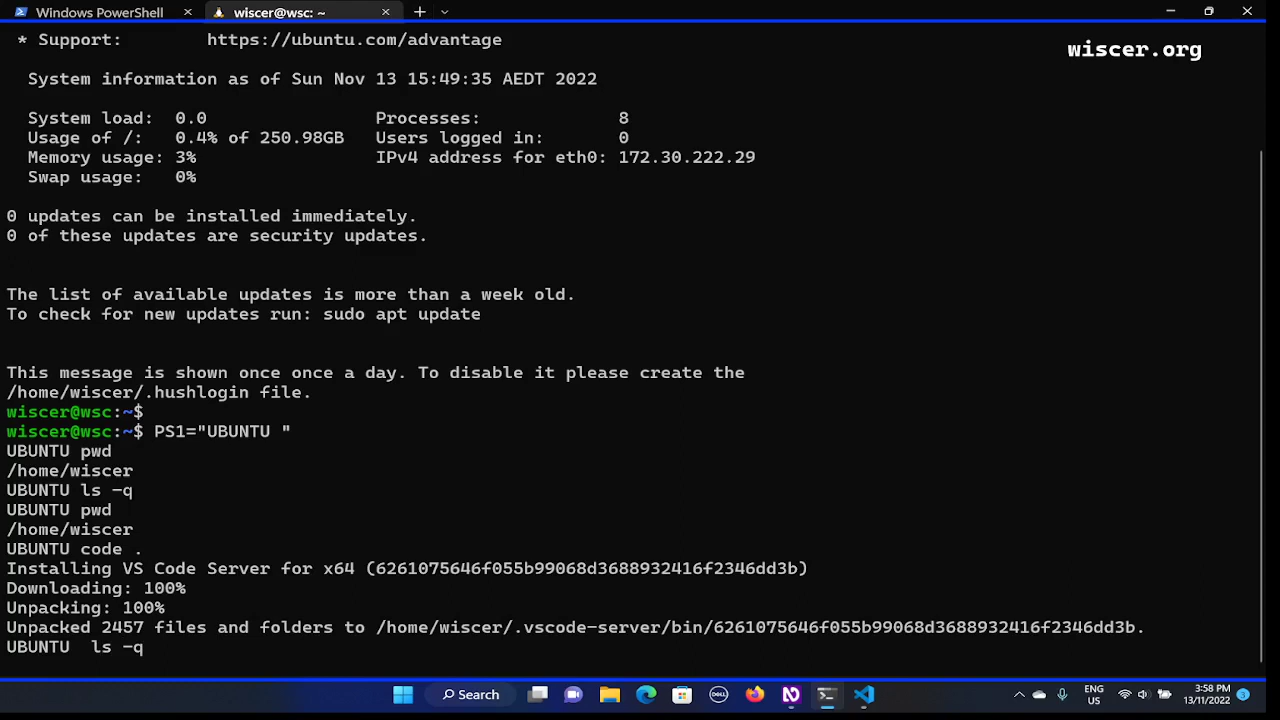 Windows PowerShell
wiscer@wsc: ~
* Support:        https://ubuntu.com/advantage
wiscer.org
System information as of Sun Nov 13 15:49:35 AEDT 2022
System load:  0.0                Processes:             8
Usage of /:   0.4% of 250.98GB   Users logged in:       0
Memory usage: 3%                 IPv4 address for eth0: 172.30.222.29
Swap usage:   0%
0 updates can be installed immediately.
0 of these updates are security updates.
The list of available updates is more than a week old.
To check for new updates run: sudo apt update
This message is shown once once a day. To disable it please create the
/home/wiscer/.hushlogin file.
wiscer@wsc:~$
wiscer@wsc:~$ PS1="UBUNTU "
UBUNTU pwd
/home/wiscer
UBUNTU ls -q
UBUNTU pwd
/home/wiscer
UBUNTU code .
Installing VS Code Server for x64 (6261075646f055b99068d3688932416f2346dd3b)
Downloading: 100%
Unpacking: 100%
Unpacked 2457 files and folders to /home/wiscer/.vscode-server/bin/6261075646f055b99068d3688932416f2346dd3b.
UBUNTU  ls -q
Search
DELL
ENG
US
3:58 PM
13/11/2022
3